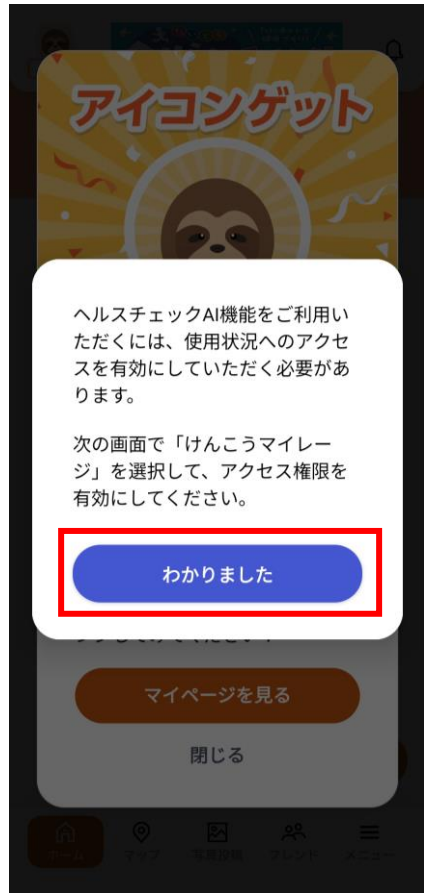 アイコンゲット
ヘルスチェックAI機能をご利用い
ただくには、使用状況へのアクセ
スを有効にしていただく必要があ
ります。
次の画面で「けんこうマイレー
ジ」を選択して、アクセス権限を
有効にしてください。
わかりました
マイページを見る
閉じる
ホーム
マップ
写真投稿
フレンド
メニュー